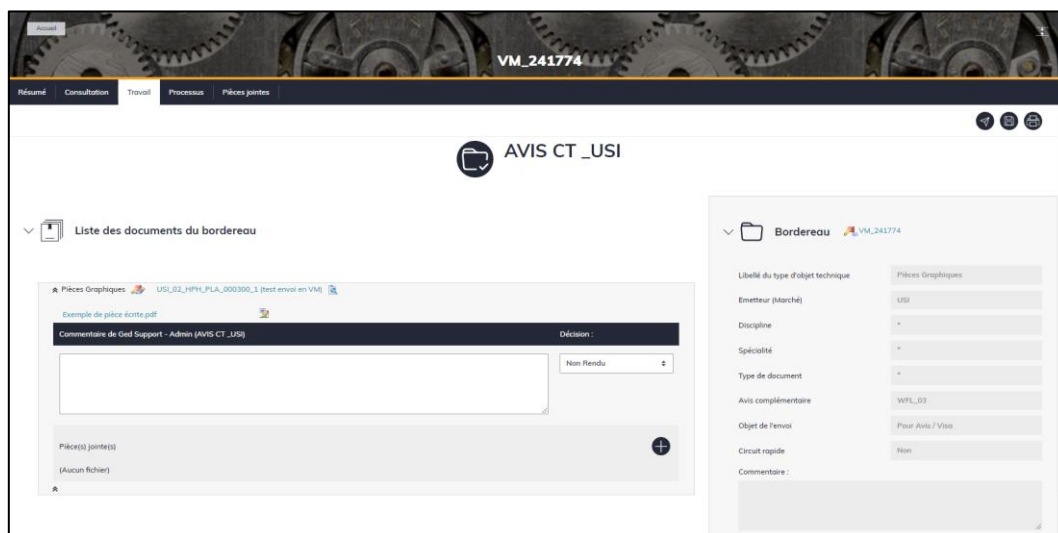 Accueil
VM_241774
Résumé Consultation Travail Processus Pièces jointes
AVIS CT _USI
Liste des documents du bordereau
Pièces Graphiques USI_02_HPH_PLA_000300_1 (test envoi en VM)
Exemple de pièce écrite.pdf
Commentaire de Ged Support - Admin (AVIS CT _USI) Décision :
Non Rendu
Pièce(s) jointe(s)
(Aucun fichier)
Bordereau VM_241774
Libellé du type d'objet technique Pièces Graphiques
Emetteur (Marché) USI
Discipline *
Spécialité *
Type de document *
Avis complémentaire WFL_03
Objet de l'envoi Pour Avis / Visa
Circuit rapide Non
Commentaire :